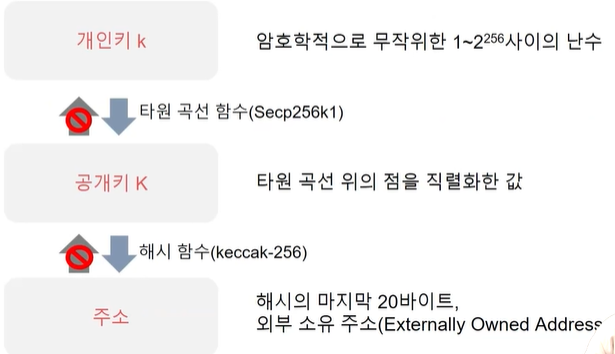 개인키 k
암호학적으로 무작위한 1~2²⁵⁶사이의 난수
타원 곡선 함수(Secp256k1)
공개키 K
타원 곡선 위의 점을 직렬화한 값
해시 함수(keccak-256)
주소
해시의 마지막 20바이트,
외부 소유 주소(Externally Owned Address